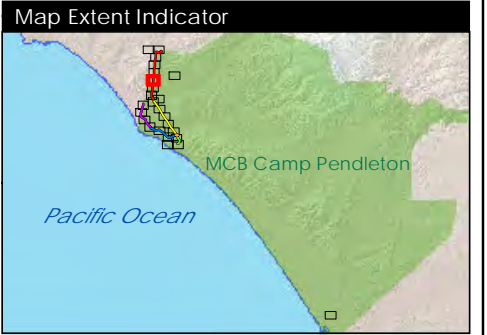 Map Extent Indicator
MCB Camp Pendleton
Pacific Ocean